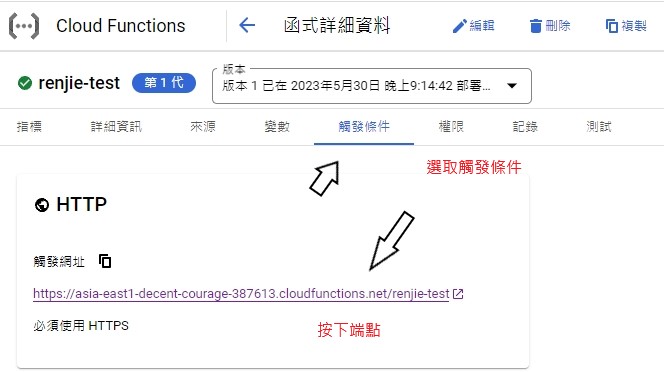 Cloud Functions
函式詳細資料
編輯
刪除
複製
renjie-test
第 1 代
版本
版本 1 已在 2023年5月30日 晚上9:14:42 部署...
指標
詳細資訊
來源
變數
觸發條件
權限
記錄
測試
選取觸發條件
HTTP
觸發網址
https://asia-east1-decent-courage-387613.cloudfunctions.net/renjie-test
必須使用 HTTPS
按下端點